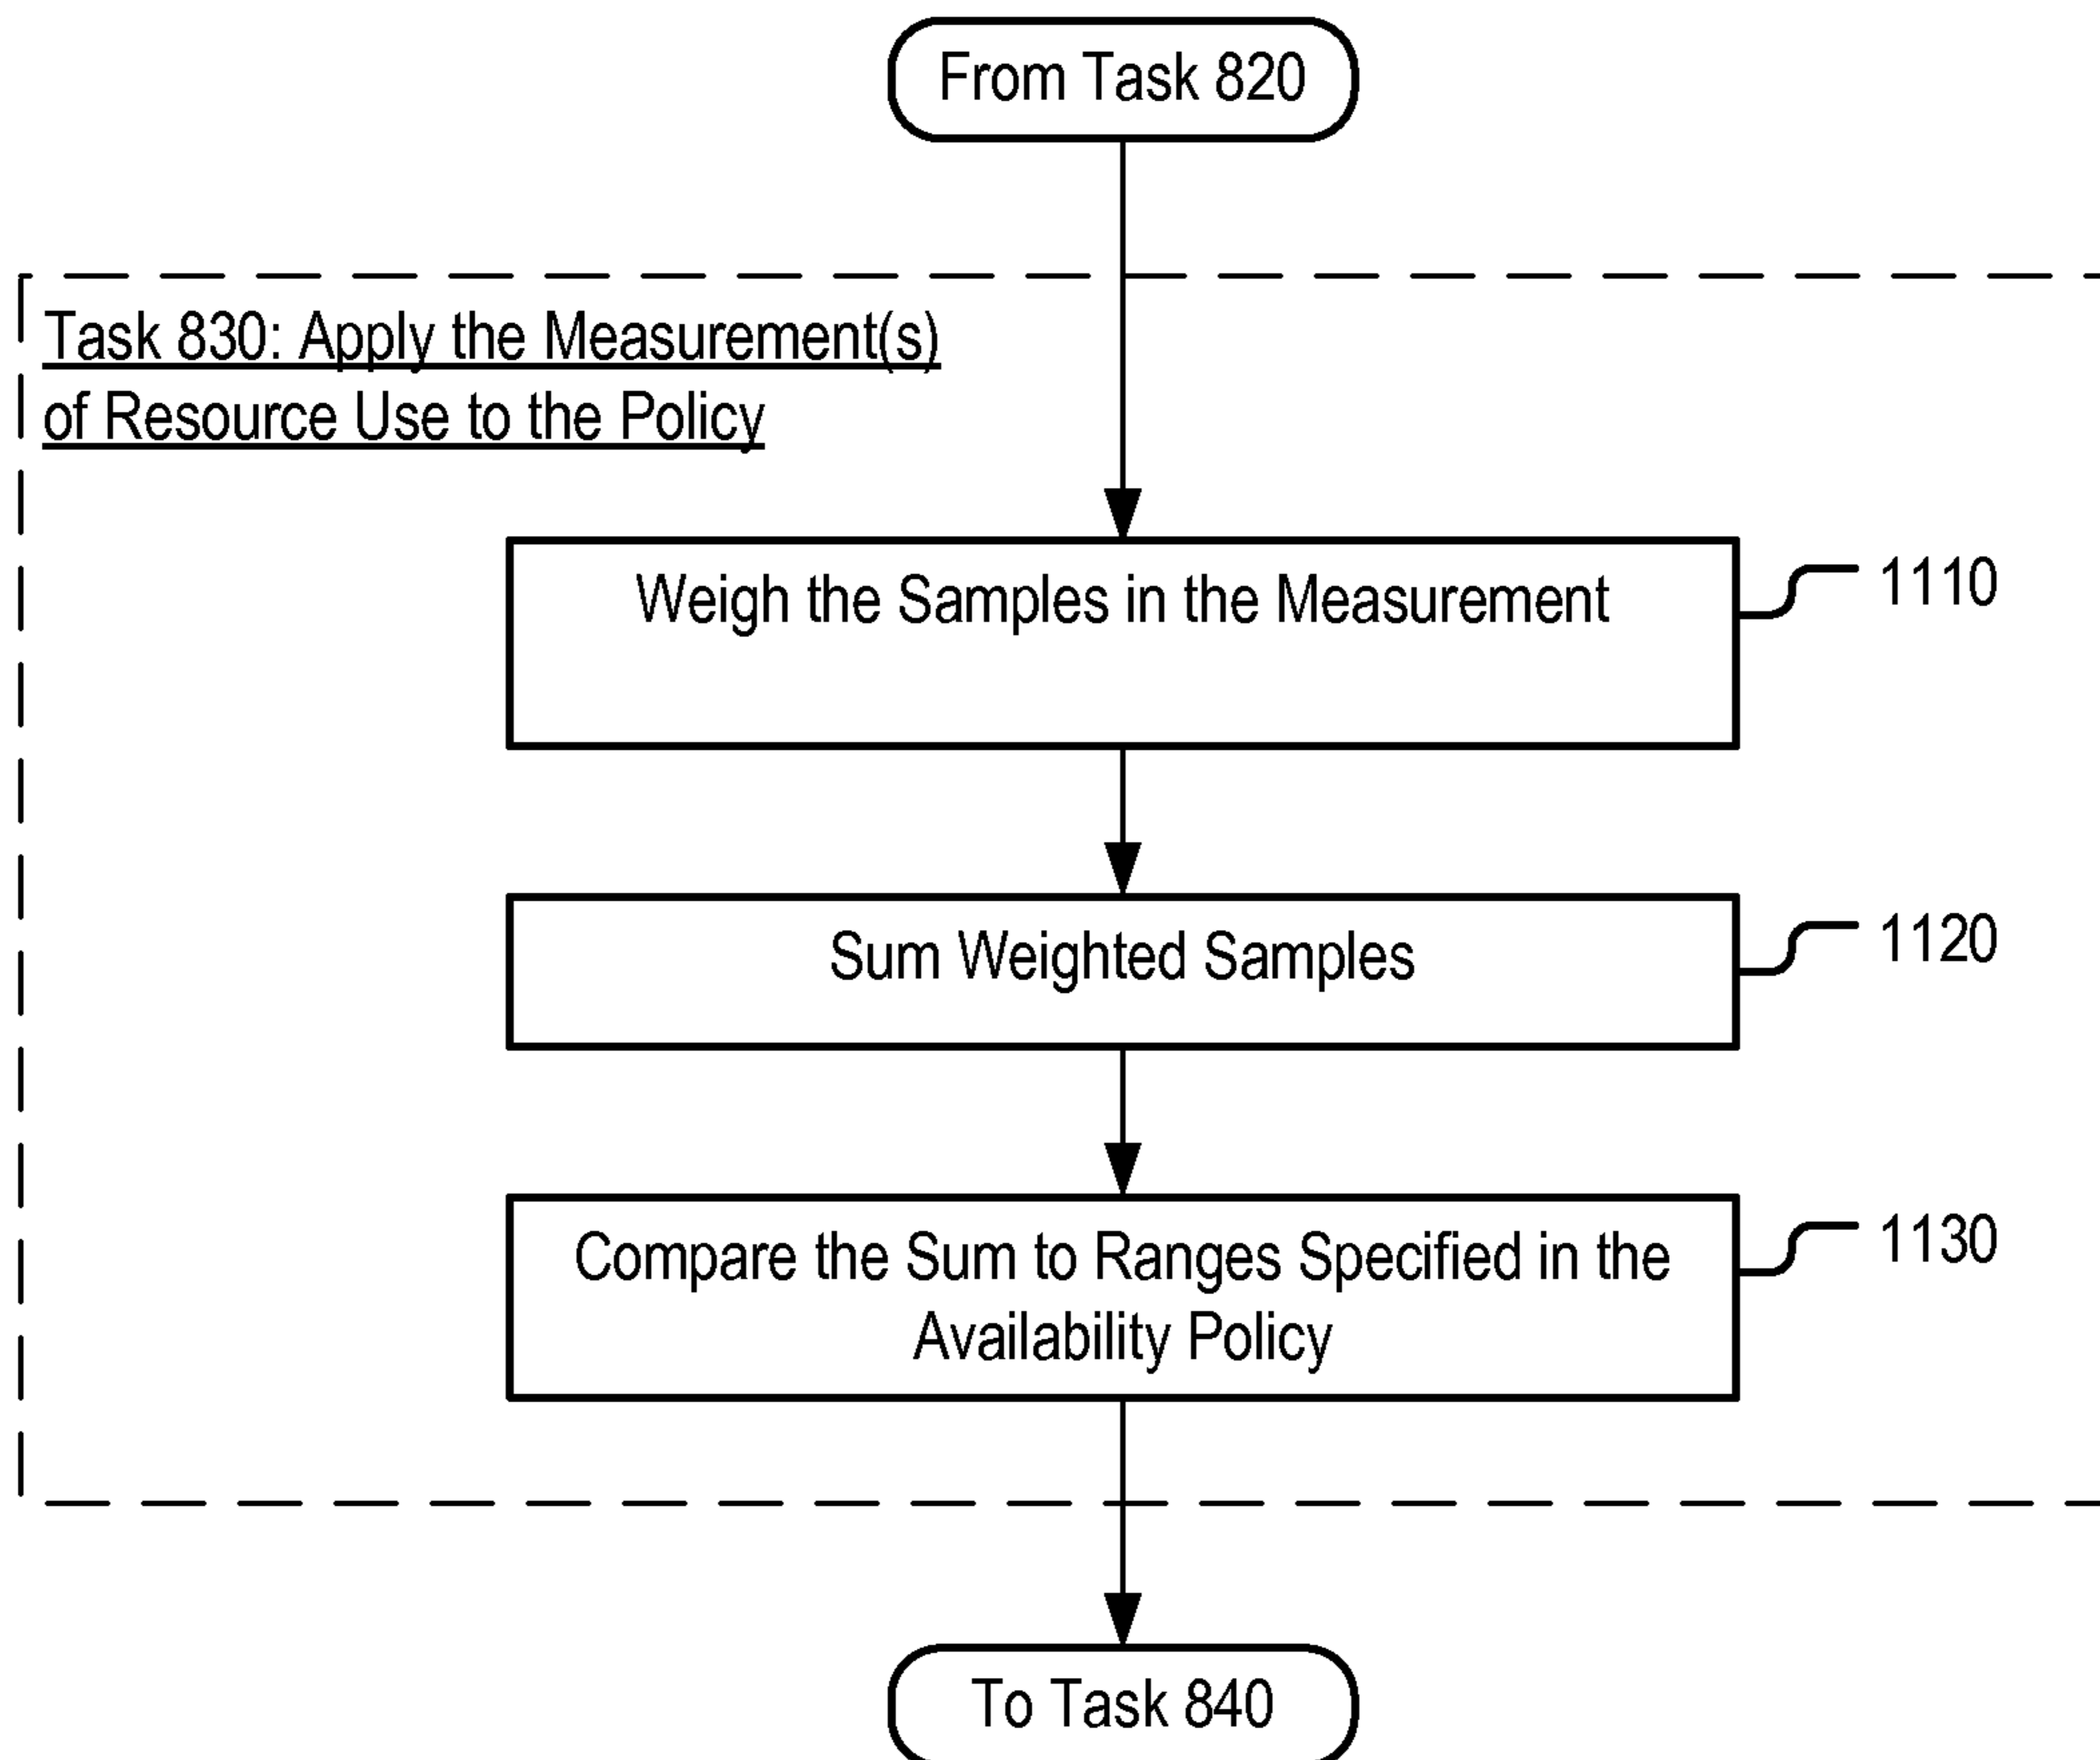 From Task 820
Task 830: Apply the Measurement(s)
of Resource Use to the Policy
Weigh the Samples in the Measurement
1110
Sum Weighted Samples
1120
Compare the Sum to Ranges Specified in the
Availability Policy
1130
To Task 840